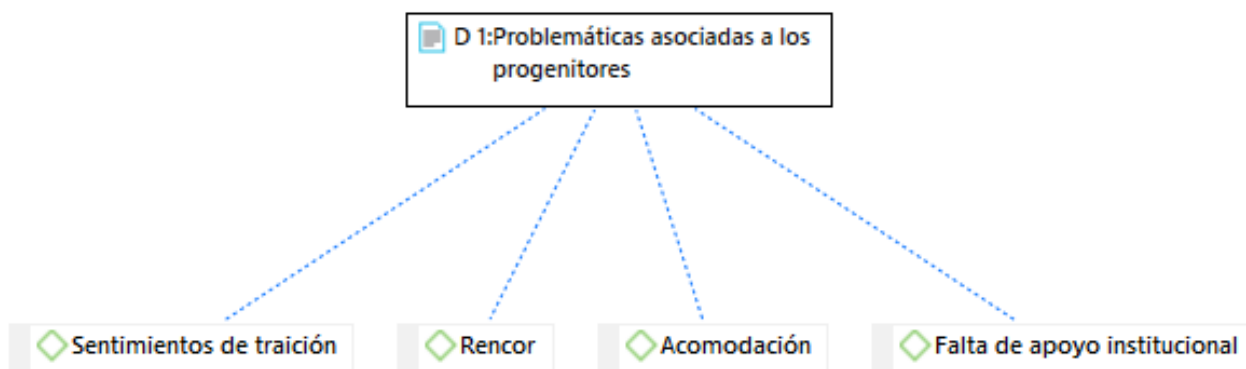 D 1:Problemáticas asociadas a los
progenitores
Sentimientos de traición
Rencor
Acomodación
Falta de apoyo institucional